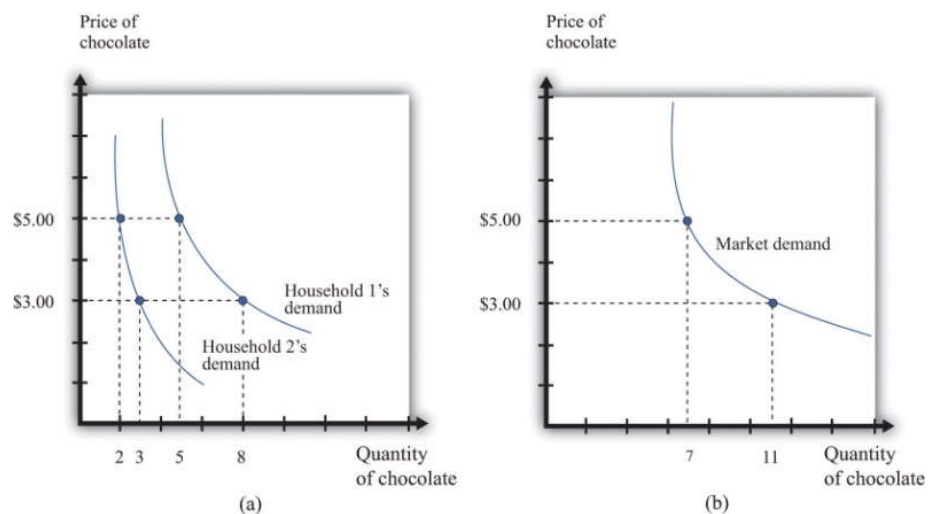 Price of
chocolate
$5.00
$3.00
Household 1's
demand
Household 2's
demand
2 3 5 8
Quantity
of chocolate
(a)
Price of
chocolate
$5.00
$3.00
Market demand
7 11
Quantity
of chocolate
(b)